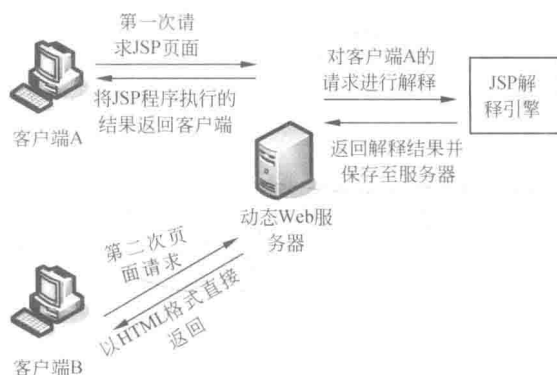 第一次请
求JSP页面
将JSP程序执行的
结果返回客户端
客户端A
对客户端A的
请求进行解释
JSP解
释引擎
返回解释结果并
保存至服务器
动态Web服
务器
第二次页
面请求
以HTML格式直接
返回
客户端B